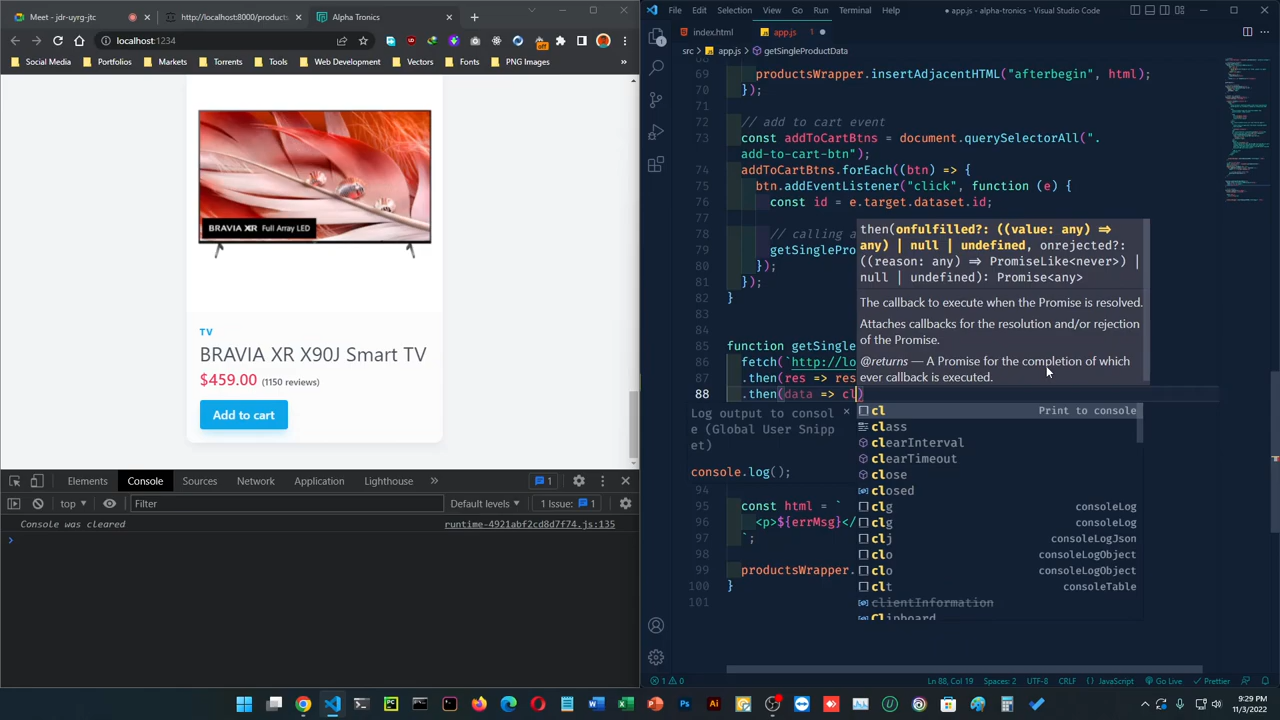 Meet - jdr-uyrg-jtc
http://localhost:8000/products
Alpha Tronics
localhost:1234
Social Media
Portfolios
Markets
Torrents
Tools
Web Development
Vectors
Fonts
PNG Images
BRAVIA XR Full Array LED
TV
BRAVIA XR X90J Smart TV
$459.00 (1150 reviews)
Add to cart
Elements Console Sources Network Application Lighthouse
1
top
Filter
Default levels
1 Issue: 1
Console was cleared
runtime-4921abf2cd8d7f74.js:135
File Edit Selection View Go Run Terminal
● app.js - alpha-tronics - Visual Studio Code
index.html
app.js 1
src > app.js > getSingleProductData
69 productsWrapper.insertAdjacentHTML("afterbegin", html);
70 });
71
72 // add to cart event
73 const addToCartBtns = document.querySelectorAll(".
add-to-cart-btn");
74 addToCartBtns.forEach((btn) => {
75 btn.addEventListener("click", function (e) {
76 const id = e.target.dataset.id;
77
78 // calling a
79 getSinglePro
80 });
81 });
82 }
83
84
85 function getSingle
86 fetch(`http://lo
87 .then(res => res
88 .then(data => cl)
then(onfulfilled?: ((value: any) =>
any) | null | undefined, onrejected?:
((reason: any) => PromiseLike<never>) |
null | undefined): Promise<any>
The callback to execute when the Promise is resolved.
Attaches callbacks for the resolution and/or rejection
of the Promise.
@returns — A Promise for the completion of which
ever callback is executed.
Log output to consol
e (Global User Snipp
et)
console.log();
cl Print to console
class
clearInterval
clearTimeout
close
closed
clg consoleLog
clg consoleLog
clj consoleLogJson
clo consoleLogObject
clo consoleLogObject
clt consoleTable
clientInformation
Clipboard
94
95 const html = `
96 <p>${errMsg}</
97 `;
98
99 productsWrapper.
100 }
101
1 0
Ln 88, Col 19
Spaces: 2
UTF-8
CRLF
JavaScript
Go Live
Prettier
9:29 PM
11/3/2022